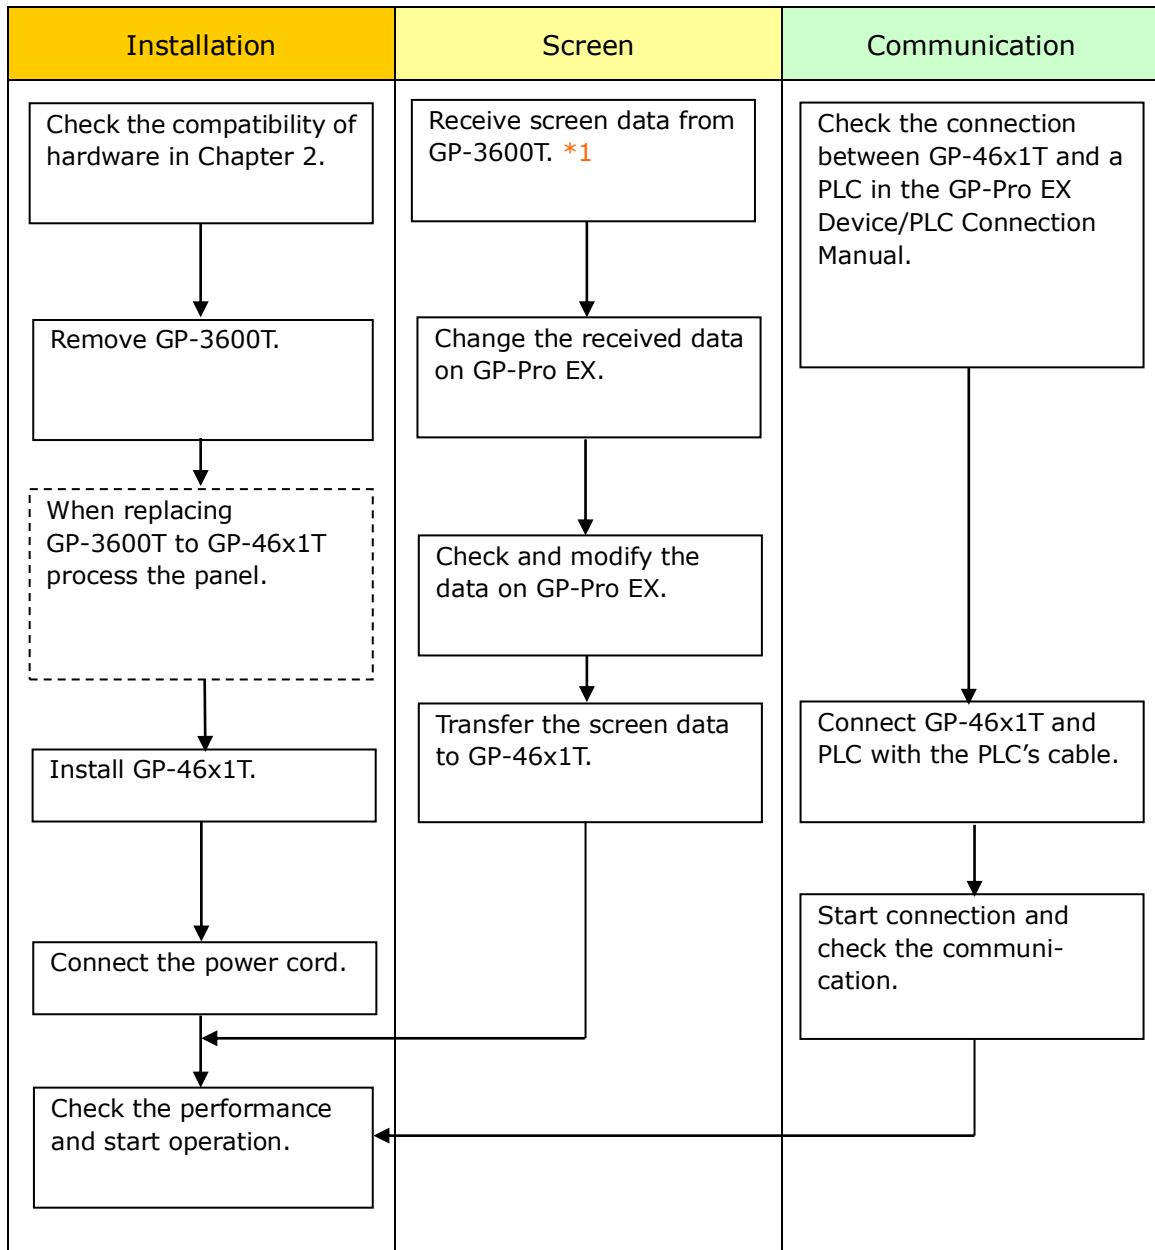 Installation
Screen
Communication
Check the compatibility of
hardware in Chapter 2.
Remove GP-3600T.
When replacing
GP-3600T to GP-46x1T
process the panel.
Install GP-46x1T.
Connect the power cord.
Check the performance
and start operation.
Receive screen data from
GP-3600T. *1
Change the received data
on GP-Pro EX.
Check and modify the
data on GP-Pro EX.
Transfer the screen data
to GP-46x1T.
Check the connection
between GP-46x1T and a
PLC in the GP-Pro EX
Device/PLC Connection
Manual.
Connect GP-46x1T and
PLC with the PLC’s cable.
Start connection and
check the communi-
cation.